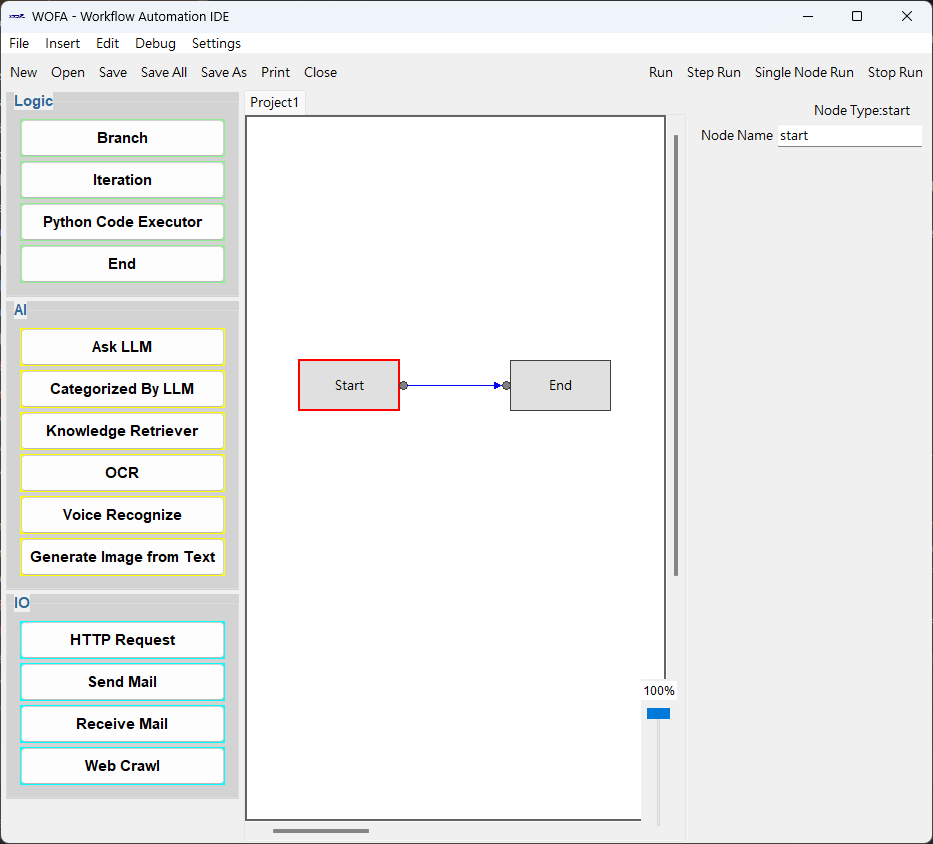 WOFA - Workflow Automation IDE
File Insert Edit Debug Settings
New Open Save Save All Save As Print Close Run Step Run Single Node Run Stop Run
Logic
Branch
Iteration
Python Code Executor
End
AI
Ask LLM
Categorized By LLM
Knowledge Retriever
OCR
Voice Recognize
Generate Image from Text
IO
HTTP Request
Send Mail
Receive Mail
Web Crawl
Project1
Start
End
100%
Node Type:start
Node Name start